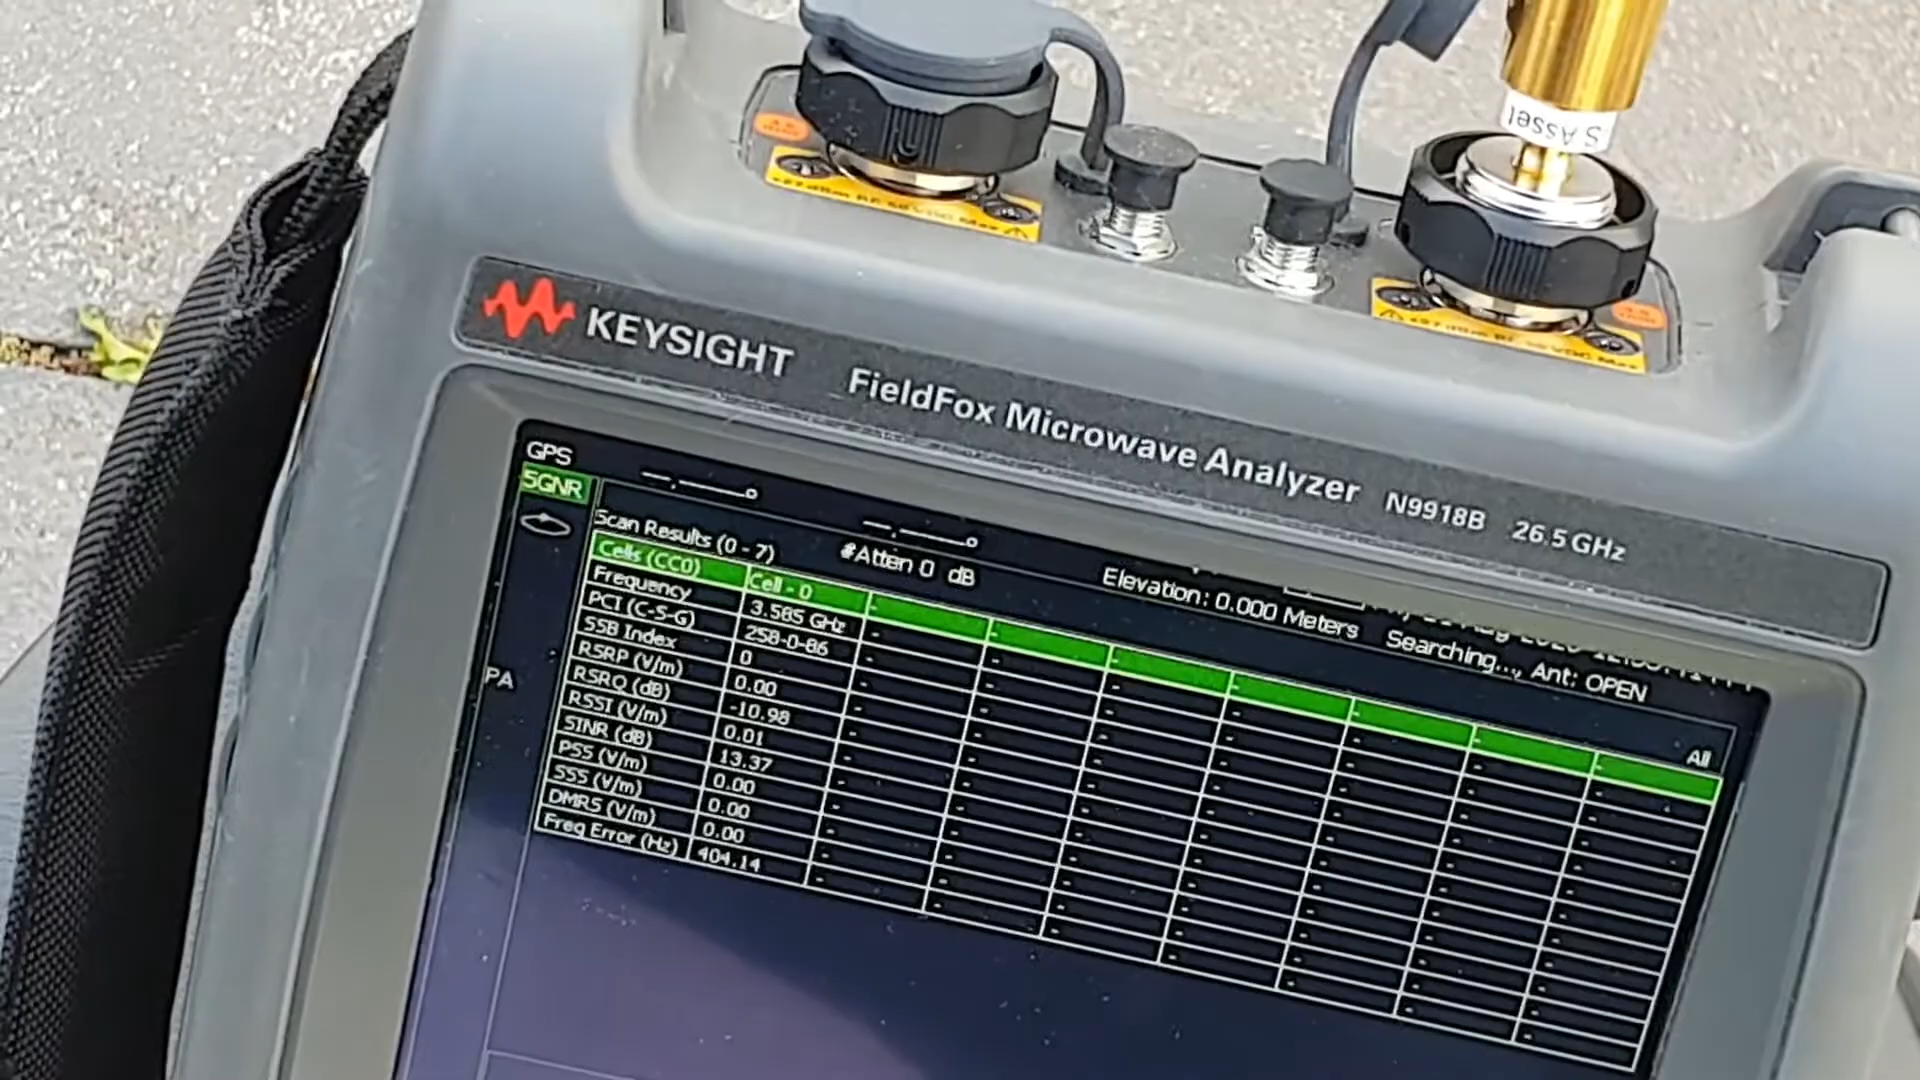 S Asset
KEYSIGHT
FieldFox Microwave Analyzer N9918B 26.5 GHz
GPS
5GNR
Scan Results (0 - 7)
#Atten 0 dB
Elevation: 0.000 Meters
Searching..., Ant: OPEN
All
PA
Cells (CC0) Cell - 0 - - - - - - -
Frequency 3.585 GHz - - - - - - -
PCI (C-S-G) 258-0-86 - - - - - - -
SSB Index 0 - - - - - - -
RSRP (V/m) 0.00 - - - - - - -
RSRQ (dB) -10.98 - - - - - - -
RSSI (V/m) 0.01 - - - - - - -
SINR (dB) 13.37 - - - - - - -
PSS (V/m) 0.00 - - - - - - -
SSS (V/m) 0.00 - - - - - - -
DMRS (V/m) 0.00 - - - - - - -
Freq Error (Hz) 404.14 - - - - - - -